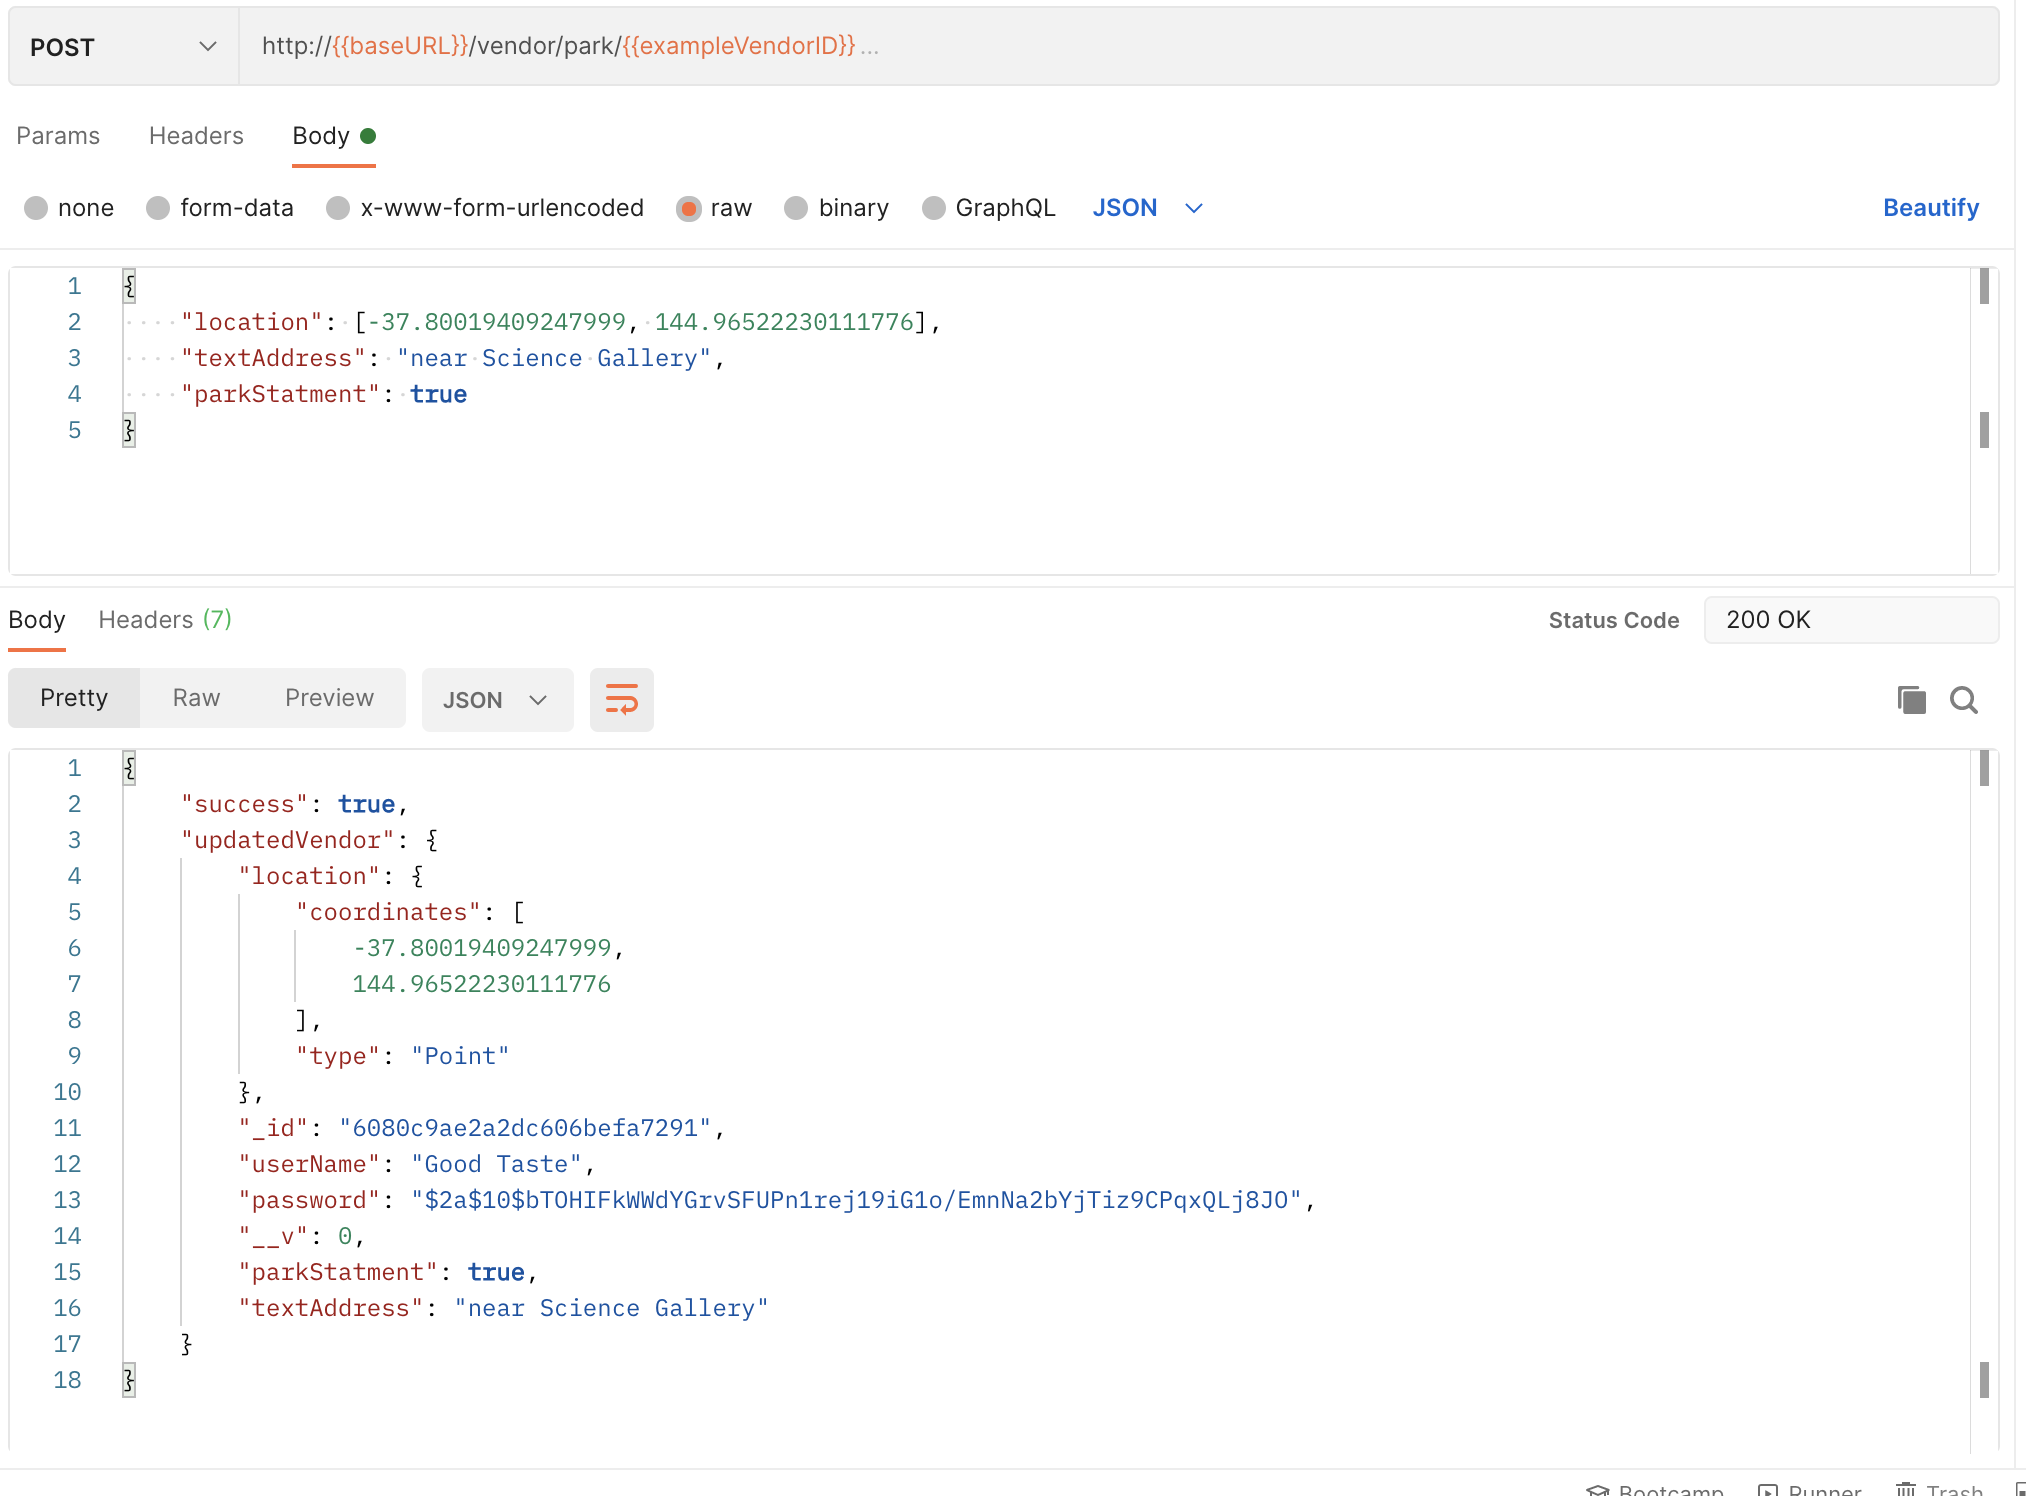 POST http://{{baseURL}}/vendor/park/{{exampleVendorID}} ...
Params Headers Body
none form-data x-www-form-urlencoded raw binary GraphQL JSON Beautify
1 {
2 "location": [-37.80019409247999, 144.96522230111776],
3 "textAddress": "near Science Gallery",
4 "parkStatment": true
5 }
Body Headers (7) Status Code 200 OK
Pretty Raw Preview JSON
1 {
2 "success": true,
3 "updatedVendor": {
4 "location": {
5 "coordinates": [
6 -37.80019409247999,
7 144.96522230111776
8 ],
9 "type": "Point"
10 },
11 "_id": "6080c9ae2a2dc606befa7291",
12 "userName": "Good Taste",
13 "password": "$2a$10$bTOHIFkWWdYGrvSFUPn1rej19iG1o/EmnNa2bYjTiz9CPqxQLj8JO",
14 "__v": 0,
15 "parkStatment": true,
16 "textAddress": "near Science Gallery"
17 }
18 }
Bootcamp Runner Trash